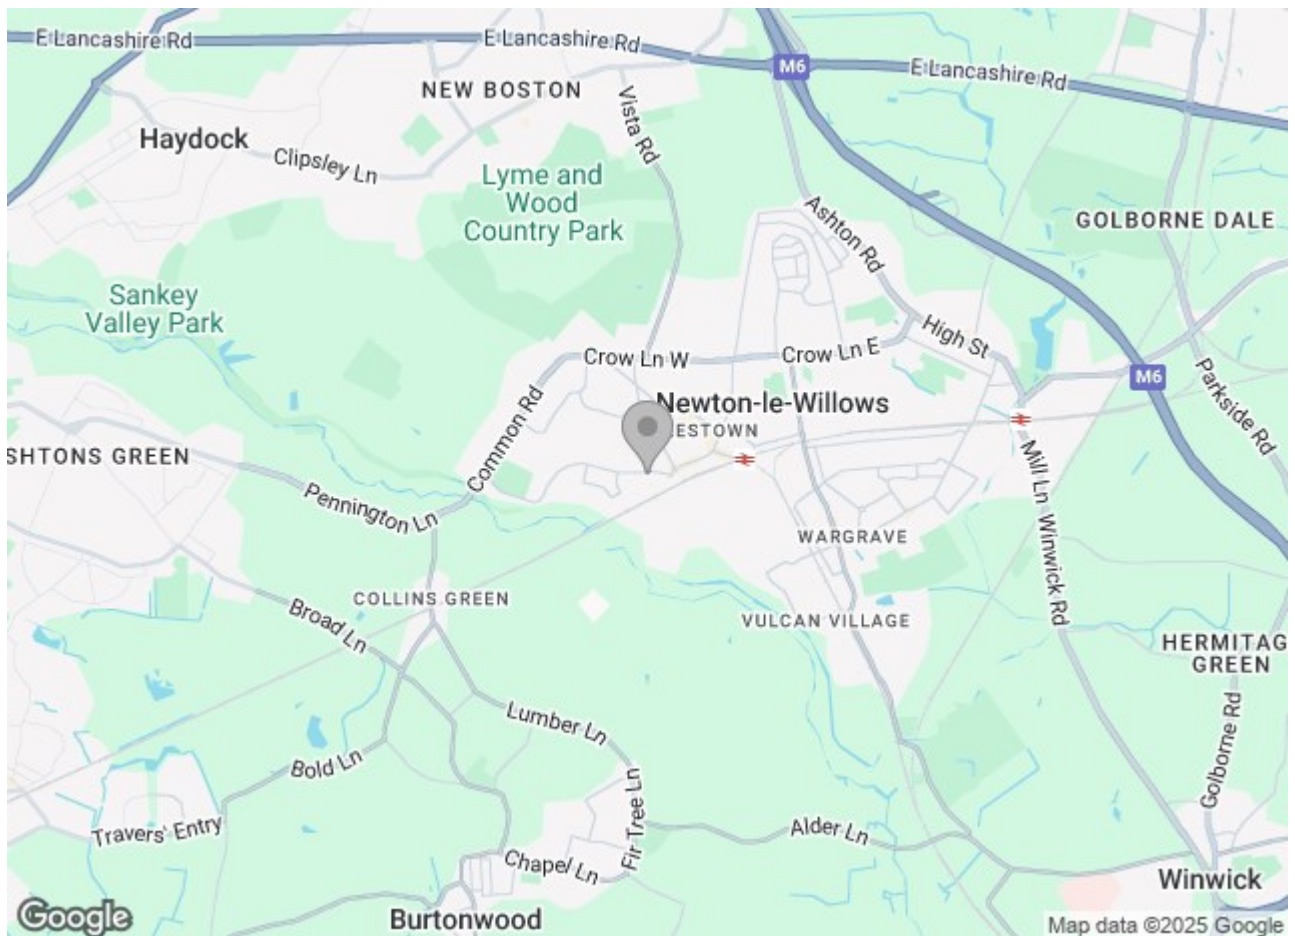 E Lancashire Rd
E Lancashire Rd
M6
E Lancashire Rd
NEW BOSTON
Vista Rd
Haydock
Clipsley Ln
Lyme and
Wood
Country Park
Ashton Rd
GOLBORNE DALE
Sankey
Valley Park
High St
Crow Ln W
Crow Ln E
M6
Parkside Rd
Common Rd
Newton-le-Willows
ESTOWN
SHTONS GREEN
Pennington Ln
Mill Ln
Winwick Rd
WARGRAVE
COLLINS GREEN
Broad Ln
VULCAN VILLAGE
HERMITAG
GREEN
Lumber Ln
Golborne Rd
Bold Ln
Fir Tree Ln
Travers' Entry
Alder Ln
Chapel Ln
Winwick
Burtonwood
Google
Map data ©2025 Google